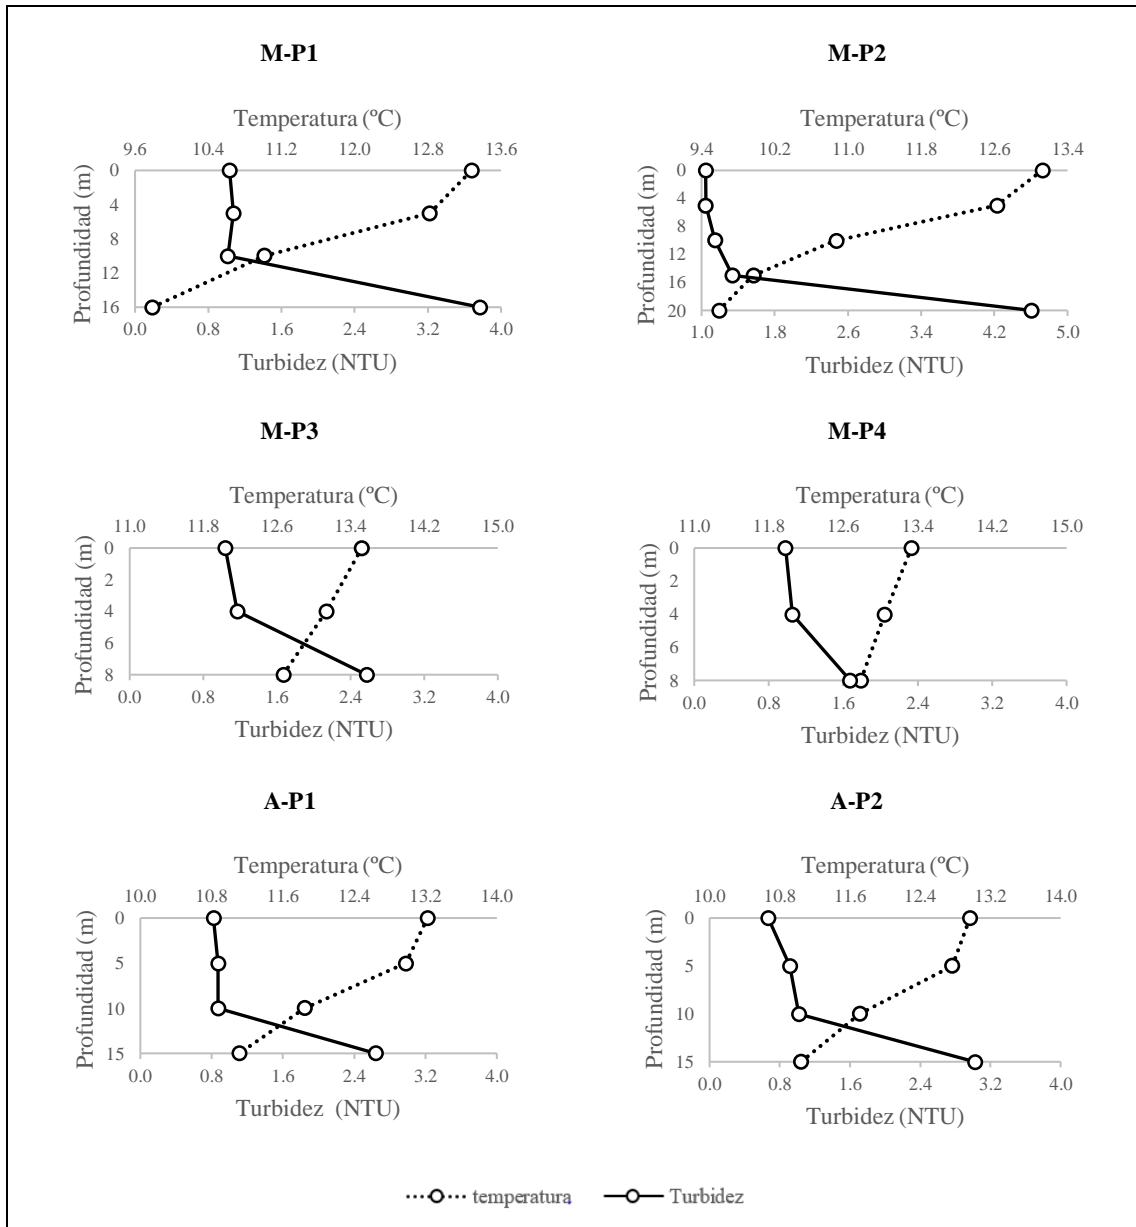 M-P1
Temperatura (ºC)
9.6 10.4 11.2 12.0 12.8 13.6
Profundidad (m)
0
4
8
12
16
0.0 0.8 1.6 2.4 3.2 4.0
Turbidez (NTU)
M-P2
Temperatura (ºC)
9.4 10.2 11.0 11.8 12.6 13.4
Profundidad (m)
0
4
8
12
16
20
1.0 1.8 2.6 3.4 4.2 5.0
Turbidez (NTU)
M-P3
Temperatura (ºC)
11.0 11.8 12.6 13.4 14.2 15.0
Profundidad (m)
0
2
4
6
8
0.0 0.8 1.6 2.4 3.2 4.0
Turbidez (NTU)
M-P4
Temperatura (ºC)
11.0 11.8 12.6 13.4 14.2 15.0
Profundidad (m)
0
2
4
6
8
0.0 0.8 1.6 2.4 3.2 4.0
Turbidez (NTU)
A-P1
Temperatura (ºC)
10.0 10.8 11.6 12.4 13.2 14.0
Profundidad (m)
0
5
10
15
0.0 0.8 1.6 2.4 3.2 4.0
Turbidez (NTU)
A-P2
Temperatura (ºC)
10.0 10.8 11.6 12.4 13.2 14.0
Profundidad (m)
0
5
10
15
0.0 0.8 1.6 2.4 3.2 4.0
Turbidez (NTU)
temperatura. Turbidez